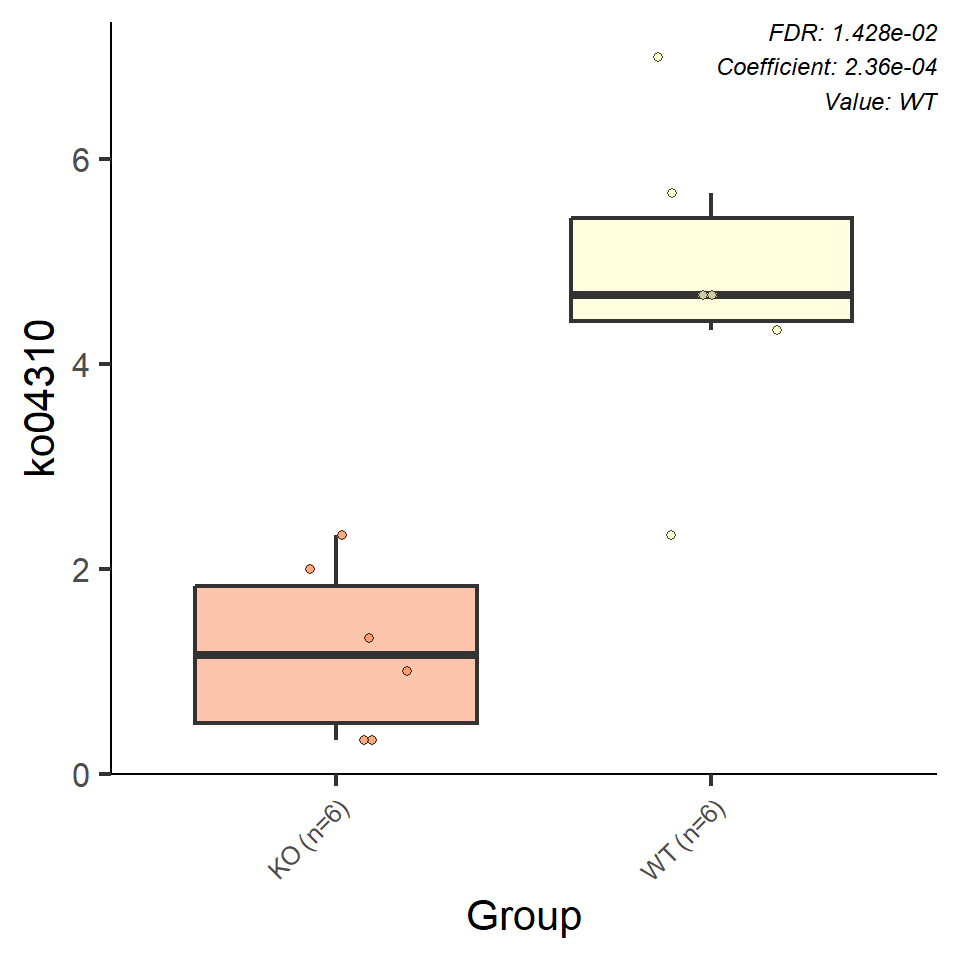 FDR: 1.428e-02
Coefficient: 2.36e-04
Value: WT
6
4
2
0
ko04310
KO (n=6)
WT (n=6)
Group